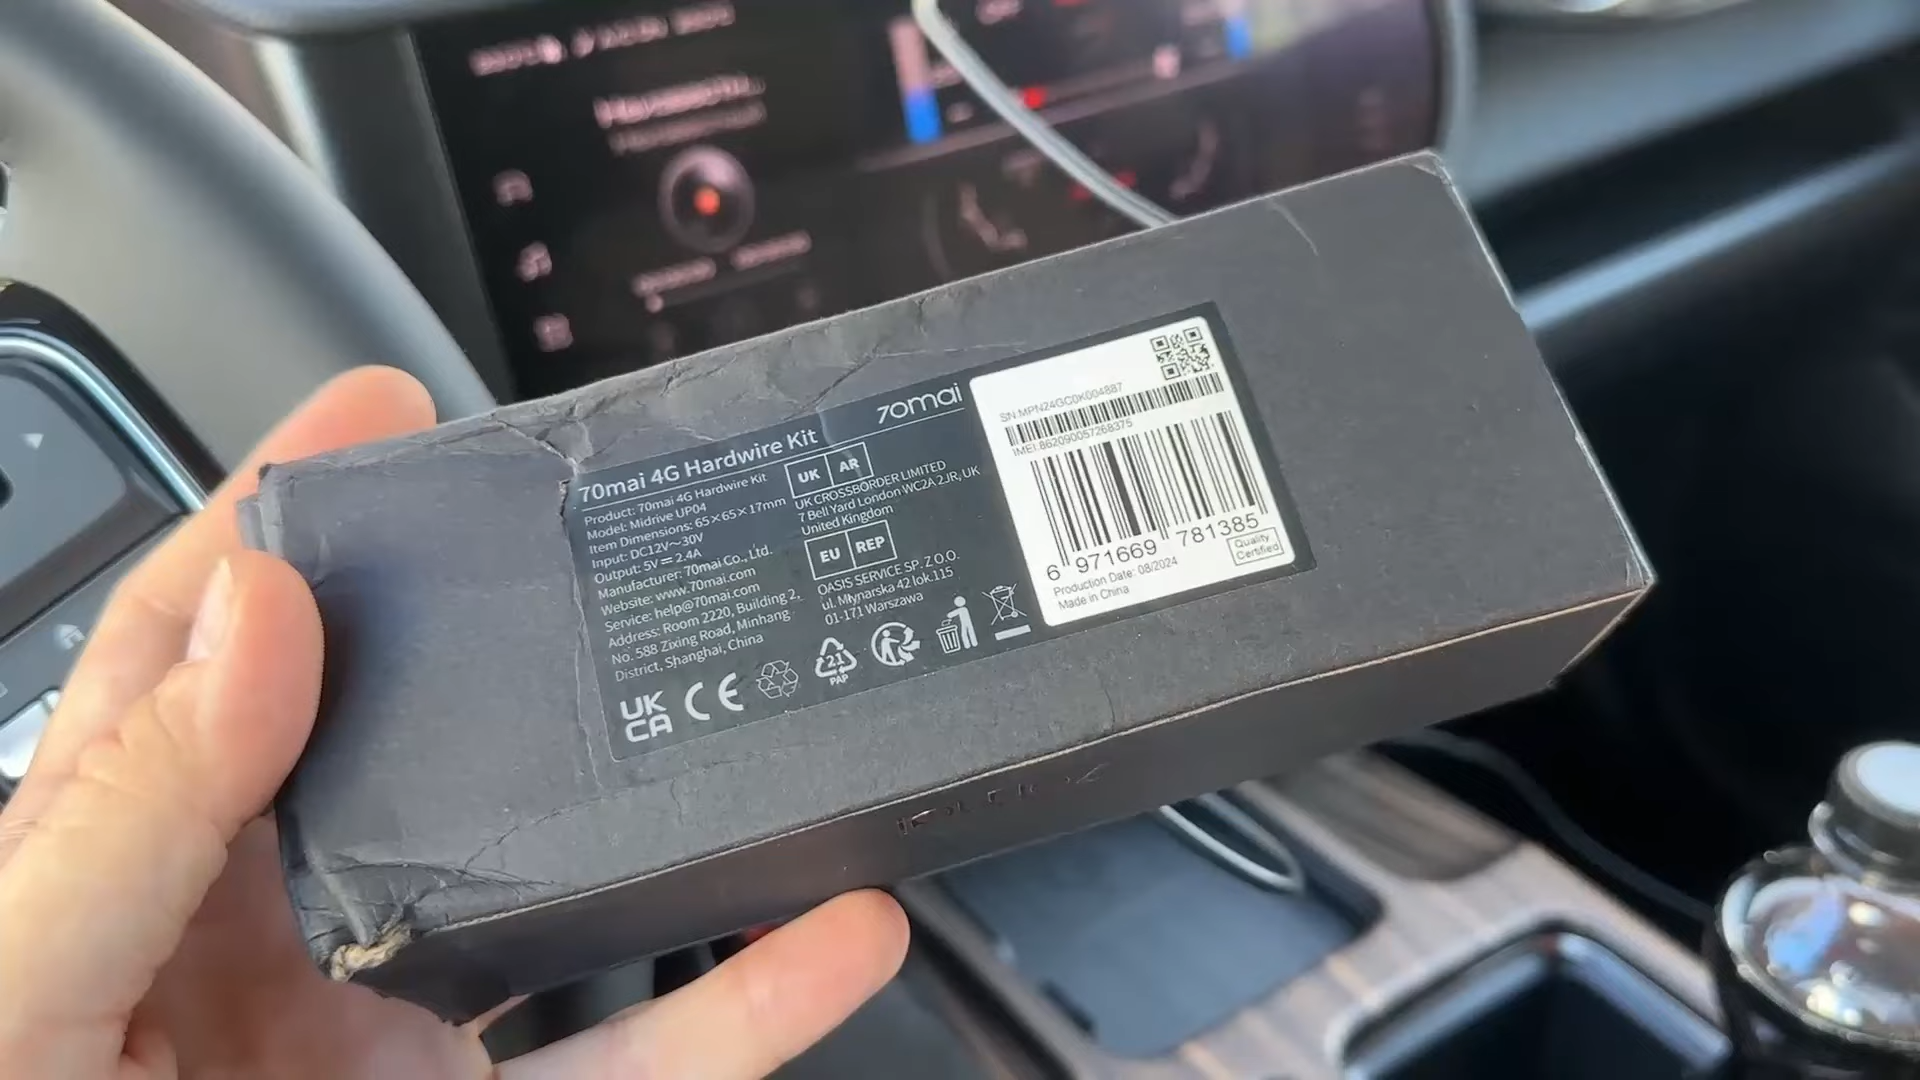 70mai
70mai 4G Hardwire Kit
Product: 70mai 4G Hardwire Kit
Model: Midrive UP04
Item Dimensions: 65×65×17mm
Input: DC12V～30V
Output: 5V⎓2.4A
Manufacturer: 70mai Co., Ltd.
Website: www.70mai.com
Service: help@70mai.com
Address: Room 2220, Building 2,
No. 588 Zixing Road, Minhang
District, Shanghai, China
UK AR
UK CROSSBORDER LIMITED
7 Bell Yard London WC2A 2JR, UK
United Kingdom
EU REP
OASIS SERVICE SP. Z O.O.
ul. Młynarska 42 lok.115
01-171 Warszawa
UK
CA
CE
21
PAP
SN:MPN24GC0K004887
IMEI:862090057268375
6 971669 781385
Production Date: 08/2024
Made in China
Quality
Certified